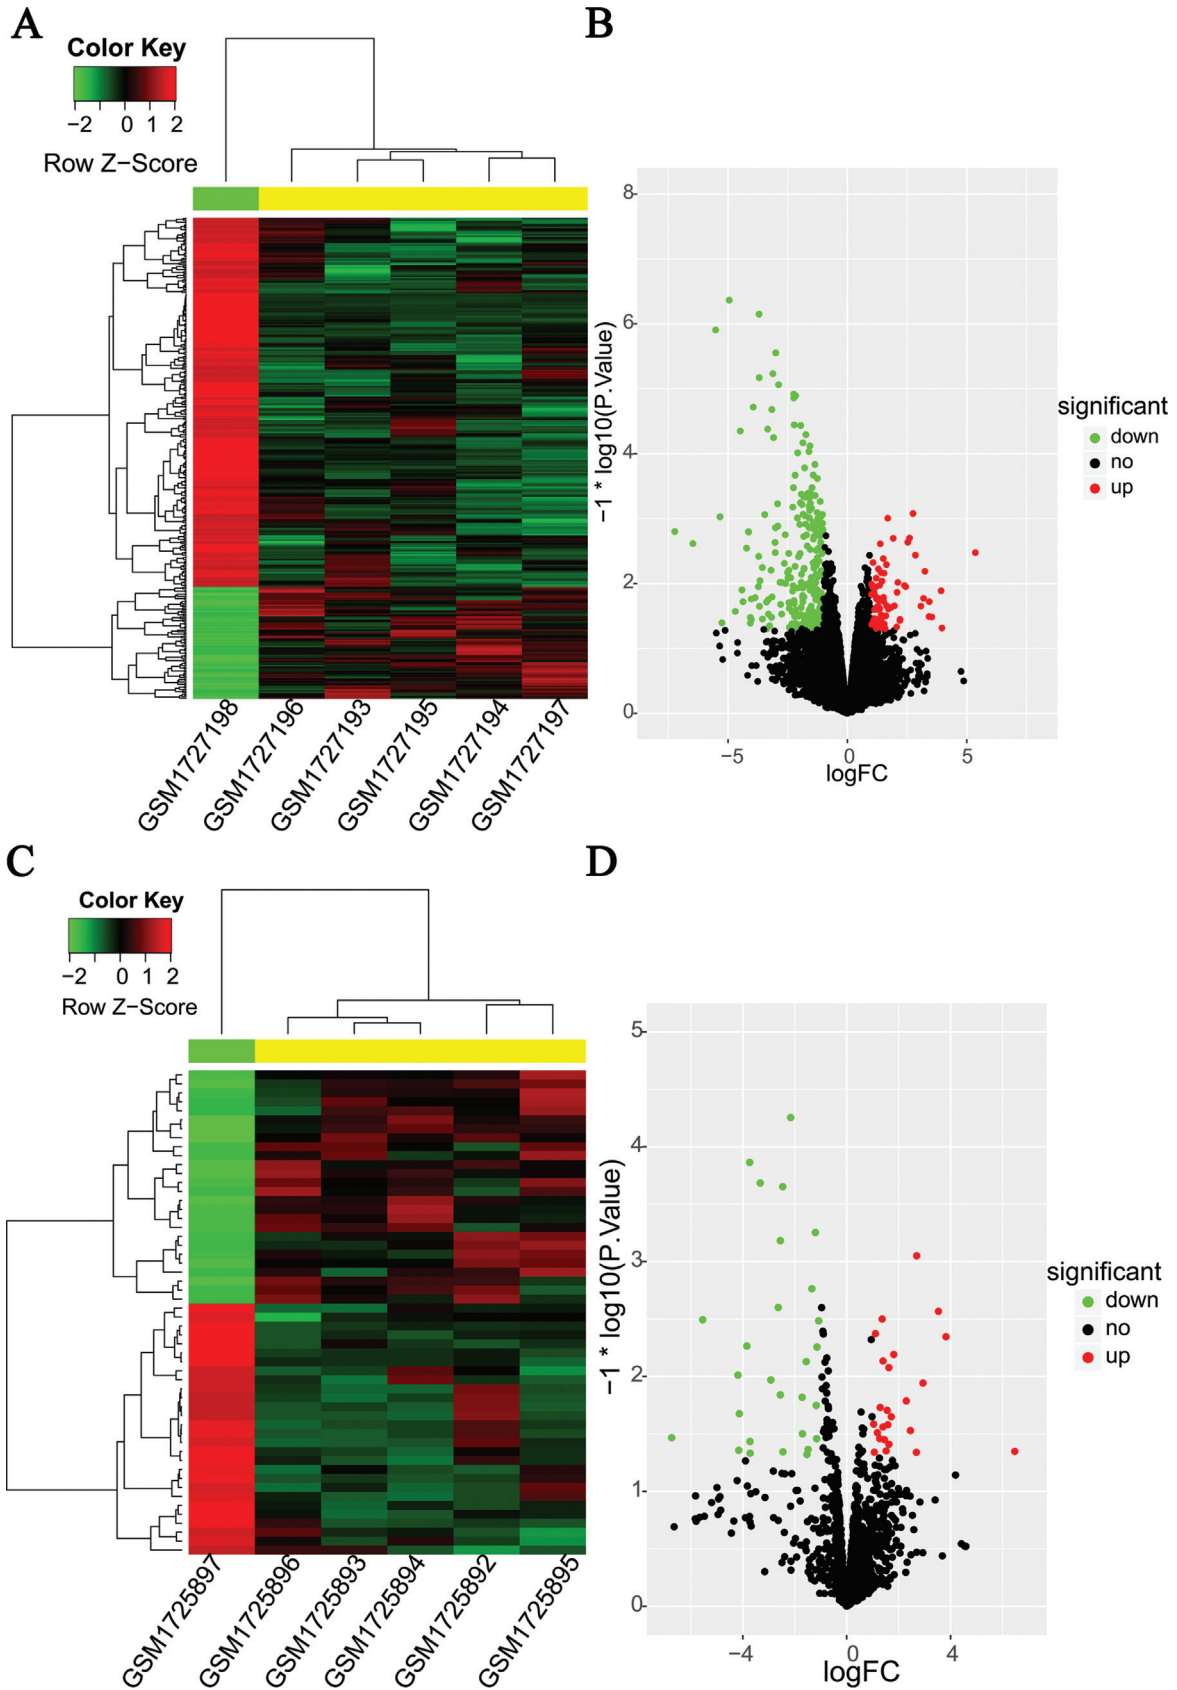 A
Color Key
−2 0 1 2
Row Z−Score
GSM1727198
GSM1727196
GSM1727193
GSM1727195
GSM1727194
GSM1727197
B
8
6
4
2
0
−1 * log10(P.Value)
−5 0 5
logFC
significant
down
no
up
C
Color Key
−2 0 1 2
Row Z−Score
GSM1725897
GSM1725896
GSM1725893
GSM1725894
GSM1725892
GSM1725895
D
5
4
3
2
1
0
−1 * log10(P.Value)
−4 0 4
logFC
significant
down
no
up